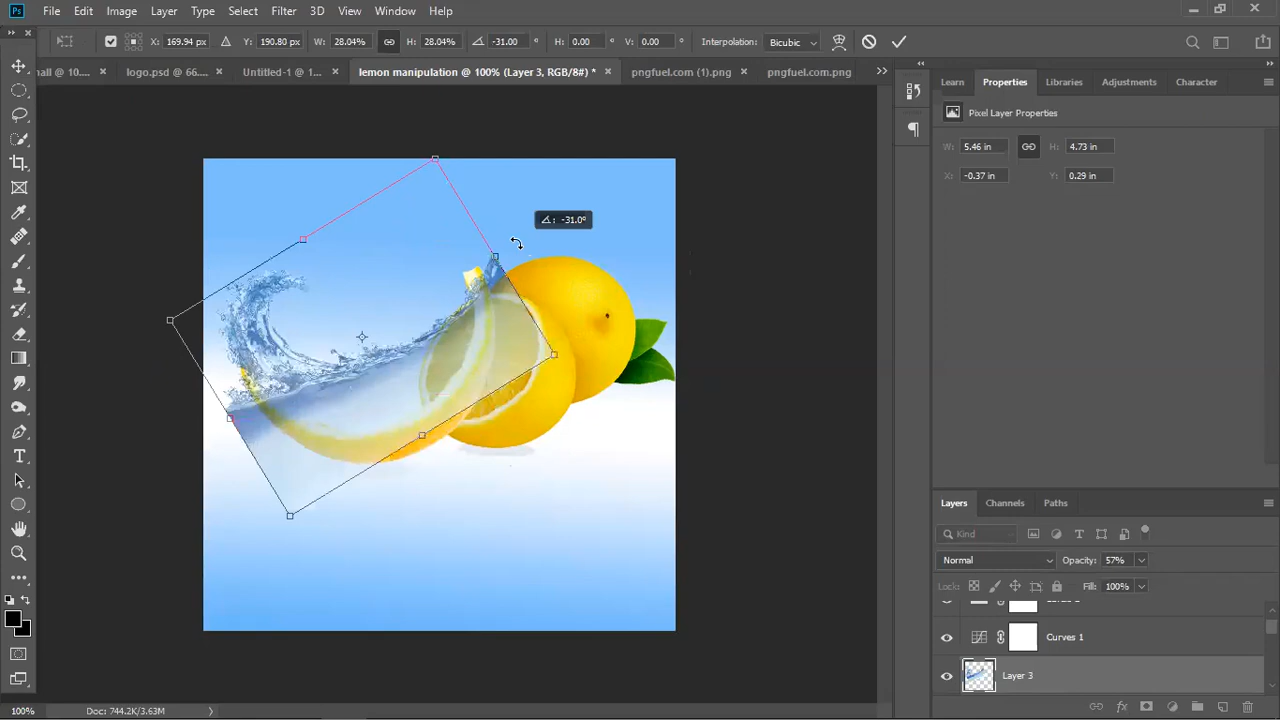 Ps File Edit Image Layer Type Select Filter 3D View Window Help
X: 169.94 px Y: 190.80 px W: 28.04% H: 28.04% -31.00 ° H: 0.00 ° V: 0.00 ° Interpolation: Bicubic
nall @ 10.... × logo.psd @ 66.... × Untitled-1 @ 1... × lemon manipulation @ 100% (Layer 3, RGB/8#) * × pngfuel.com (1).png × pngfuel.com.png »
Learn Properties Libraries Adjustments Character
Pixel Layer Properties
W: 5.46 in H: 4.73 in
X: -0.37 in Y: 0.29 in
: -31.0°
Layers Channels Paths
Kind
Normal Opacity: 57%
Lock: Fill: 100%
Curves 1
Layer 3
100% Doc: 744.2K/3.63M